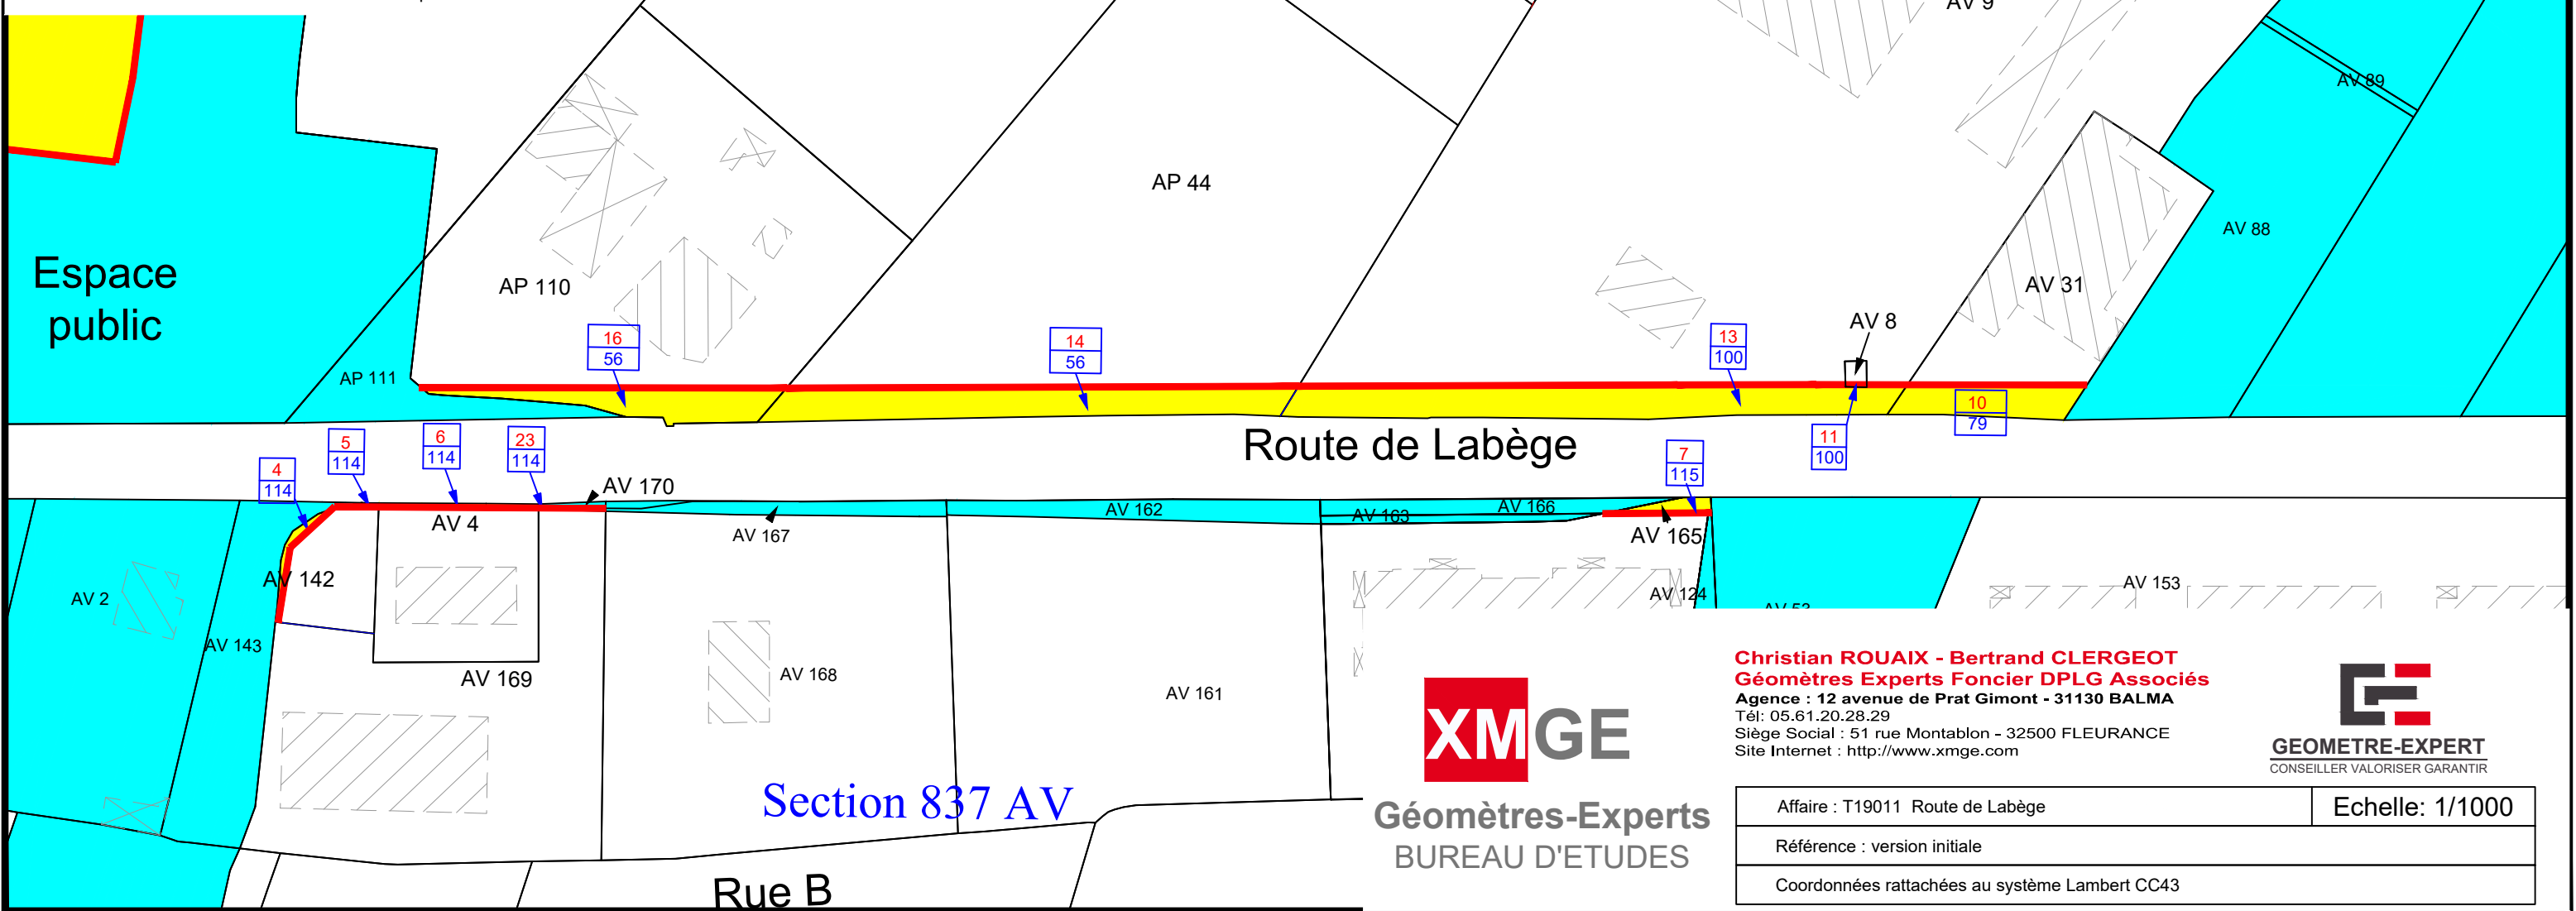 AV 9
AV 89
AP 44
AV 88
Espace
public
AP 110
AV 31
AV 8
16
56
14
56
13
100
AP 111
10
79
11
100
Route de Labège
4
114
5
114
6
114
23
114
7
115
AV 170
AV 4
AV 167
AV 162
AV 163
AV 166
AV 165
AV 142
AV 2
AV 124
AV 153
AV 53
AV 143
AV 169
AV 168
AV 161
Section 837 AV
Rue B
XMGE
Géomètres-Experts
BUREAU D'ETUDES
Christian ROUAIX - Bertrand CLERGEOT
Géomètres Experts Foncier DPLG Associés
Agence : 12 avenue de Prat Gimont - 31130 BALMA
Tél: 05.61.20.28.29
Siège Social : 51 rue Montablon - 32500 FLEURANCE
Site Internet : http://www.xmge.com
GEOMETRE-EXPERT
CONSEILLER VALORISER GARANTIR
Affaire : T19011 Route de Labège
Echelle: 1/1000
Référence : version initiale
Coordonnées rattachées au système Lambert CC43